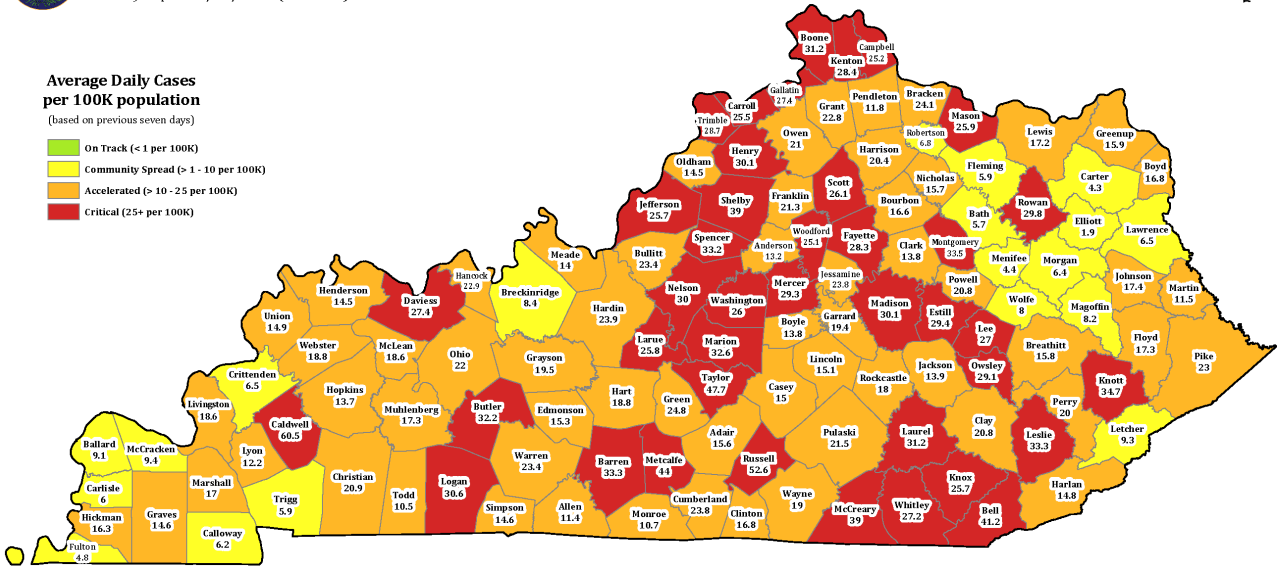 Average Daily Cases
per 100K population
(based on previous seven days)
On Track (< 1 per 100K)
Community Spread (> 1 - 10 per 100K)
Accelerated (> 10 - 25 per 100K)
Critical (25+ per 100K)
Boone
31.2
Kenton
28.4
Campbell
25.2
Gallatin
27.4
Carroll
25.5
Trimble
28.7
Grant
22.8
Pendleton
11.8
Bracken
24.1
Mason
25.9
Robertson
6.8
Lewis
17.2
Greenup
15.9
Boyd
16.8
Owen
21
Henry
30.1
Oldham
14.5
Harrison
20.4
Nicholas
15.7
Fleming
5.9
Carter
4.3
Rowan
29.8
Elliott
1.9
Lawrence
6.5
Jefferson
25.7
Shelby
39
Franklin
21.3
Scott
26.1
Bourbon
16.6
Bath
5.7
Spencer
33.2
Anderson
13.2
Woodford
25.1
Fayette
28.3
Clark
13.8
Montgomery
33.5
Menifee
4.4
Morgan
6.4
Johnson
17.4
Martin
11.5
Bullitt
23.4
Meade
14
Breckinridge
8.4
Hancock
22.9
Daviess
27.4
Henderson
14.5
Union
14.9
Webster
18.8
McLean
18.6
Ohio
22
Grayson
19.5
Hardin
23.9
Nelson
30
Washington
26
Mercer
29.3
Jessamine
23.8
Madison
30.1
Powell
20.8
Estill
29.4
Wolfe
8
Magoffin
8.2
Floyd
17.3
Pike
23
Larue
25.8
Marion
32.6
Boyle
13.8
Garrard
19.4
Lee
27
Breathitt
15.8
Owsley
29.1
Knott
34.7
Crittenden
6.5
Livingston
18.6
Hopkins
13.7
Muhlenberg
17.3
Butler
32.2
Edmonson
15.3
Hart
18.8
Green
24.8
Taylor
47.7
Casey
15
Lincoln
15.1
Rockcastle
18
Jackson
13.9
Perry
20
Letcher
9.3
Caldwell
60.5
Lyon
12.2
Ballard
9.1
McCracken
9.4
Carlisle
6
Marshall
17
Trigg
5.9
Christian
20.9
Todd
10.5
Logan
30.6
Warren
23.4
Barren
33.3
Metcalfe
44
Adair
15.6
Russell
52.6
Pulaski
21.5
Laurel
31.2
Clay
20.8
Leslie
33.3
Harlan
14.8
Hickman
16.3
Graves
14.6
Calloway
6.2
Fulton
4.8
Simpson
14.6
Allen
11.4
Monroe
10.7
Cumberland
23.8
Clinton
16.8
Wayne
19
McCreary
39
Whitley
27.2
Knox
25.7
Bell
41.2